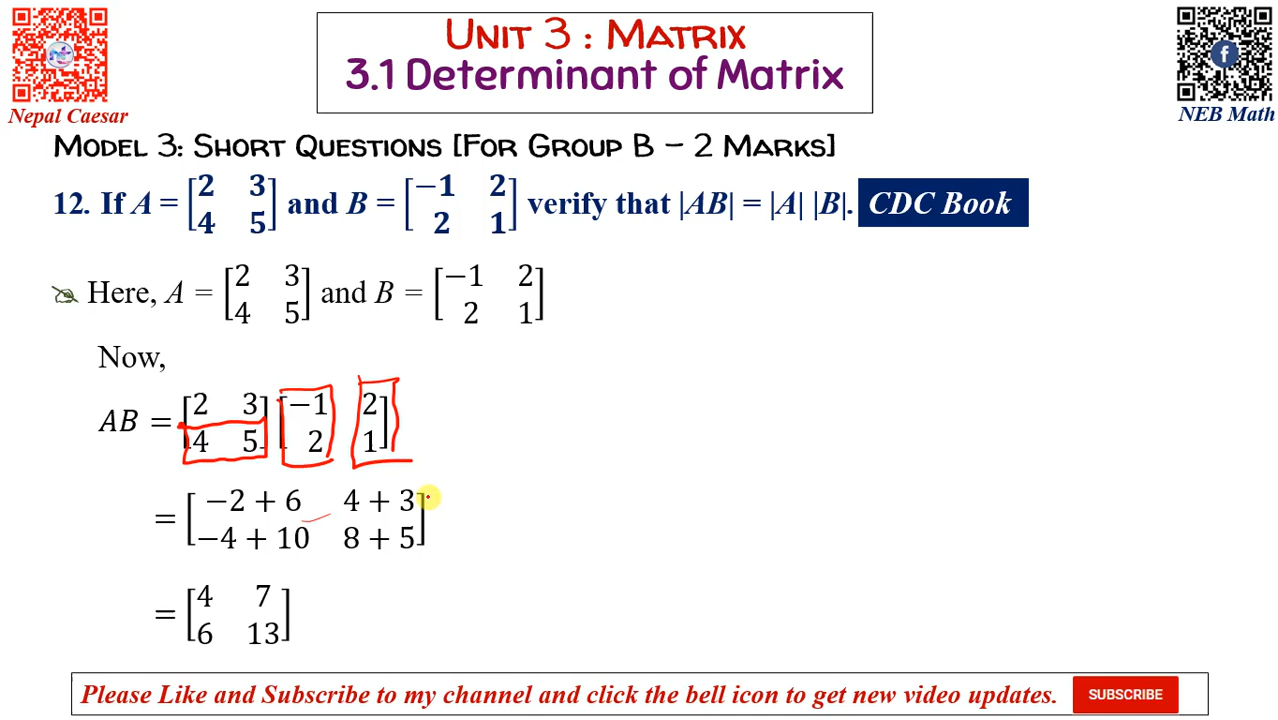 UNIT 3 : MATRIX
3.1 Determinant of Matrix
Nepal Caesar
NEB Math
MODEL 3: SHORT QUESTIONS [FOR GROUP B – 2 MARKS]
12. If A = [2 3; 4 5] and B = [−1 2; 2 1] verify that |AB| = |A| |B|. CDC Book
Here, A = [2 3; 4 5] and B = [−1 2; 2 1]
Now,
AB = [2 3; 4 5] [−1 2; 2 1]
= [−2 + 6 4 + 3; −4 + 10 8 + 5]
= [4 7; 6 13]
Please Like and Subscribe to my channel and click the bell icon to get new video updates. SUBSCRIBE